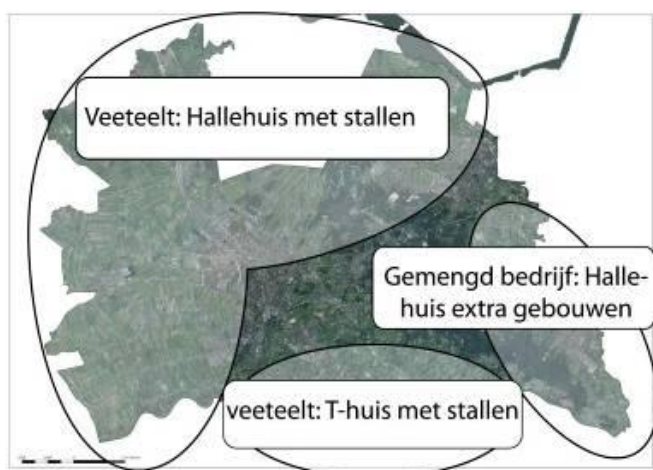 Veeteelt: Hallehuis met stallen
Gemengd bedrijf: Halle-
huis extra gebouwen
veeteelt: T-huis met stallen